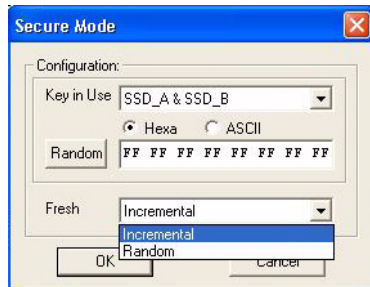 Secure Mode
Configuration:
Key in Use SSD_A & SSD_B
Hexa ASCII
Random FF FF FF FF FF FF FF FF
Fresh Incremental
Incremental
Random
OK Cancel